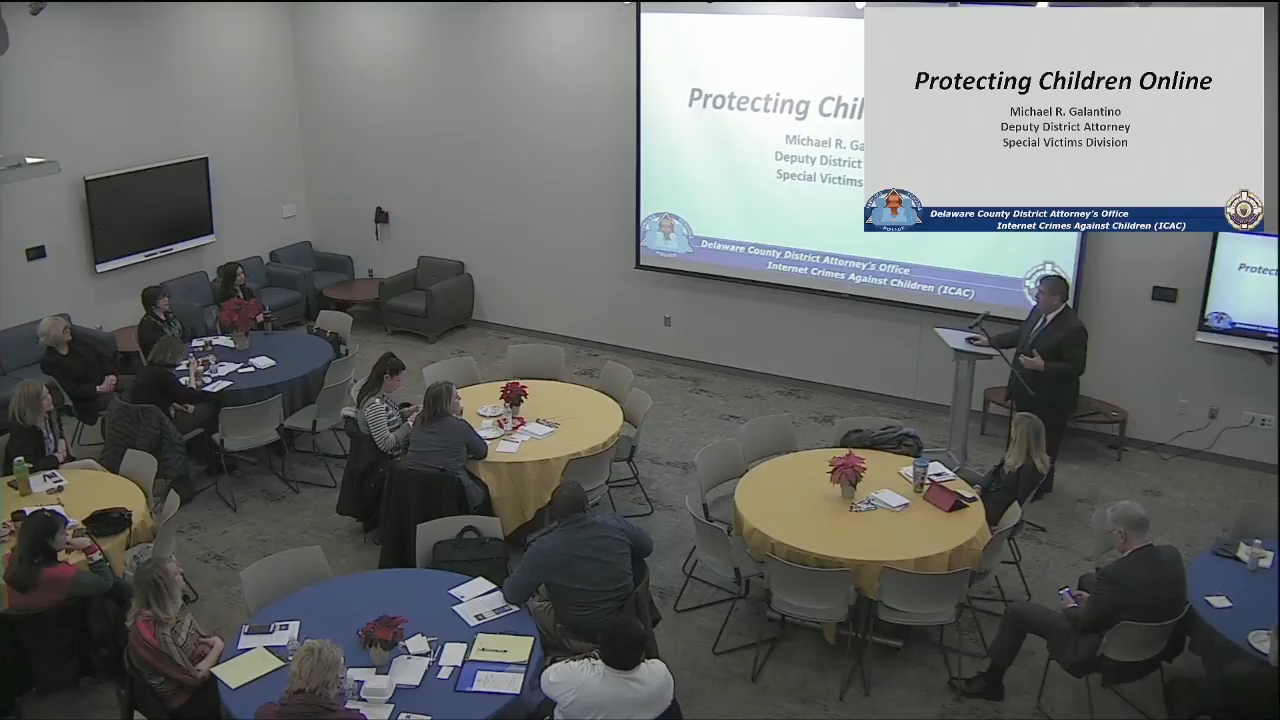 Protecting Chil
Michael R. Ga
Deputy District
Special Victims
Delaware County District Attorney's Office
Internet Crimes Against Children (ICAC)
Protecting Children Online
Michael R. Galantino
Deputy District Attorney
Special Victims Division
Delaware County District Attorney's Office
Internet Crimes Against Children (ICAC)
Protect